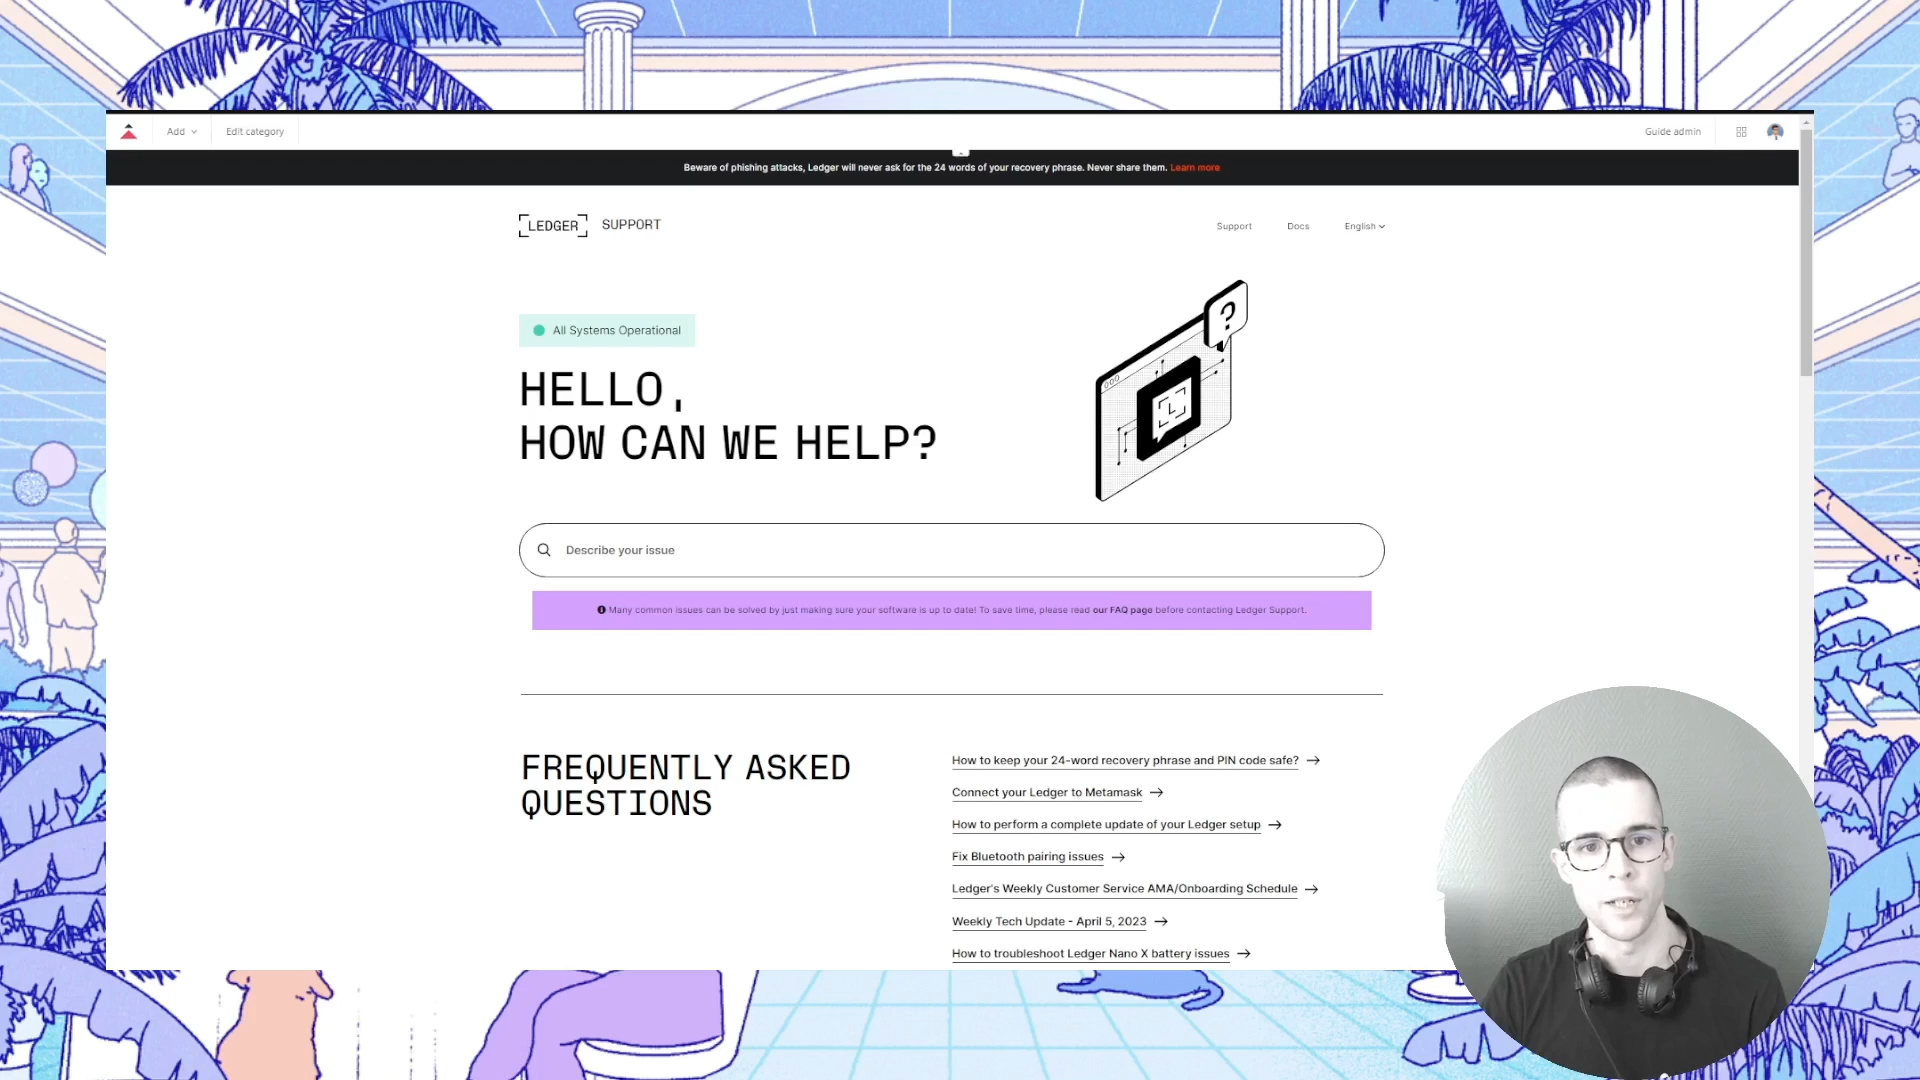 Add
Edit category
Guide admin
Beware of phishing attacks, Ledger will never ask for the 24 words of your recovery phrase. Never share them. Learn more
LEDGER SUPPORT
Support
Docs
English
?
All Systems Operational
HELLO,
HOW CAN WE HELP?
Describe your issue
Many common issues can be solved by just making sure your software is up to date! To save time, please read our FAQ page before contacting Ledger Support.
FREQUENTLY ASKED
QUESTIONS
How to keep your 24-word recovery phrase and PIN code safe?
Connect your Ledger to Metamask
How to perform a complete update of your Ledger setup
Fix Bluetooth pairing issues
Ledger's Weekly Customer Service AMA/Onboarding Schedule
Weekly Tech Update - April 5, 2023
How to troubleshoot Ledger Nano X battery issues